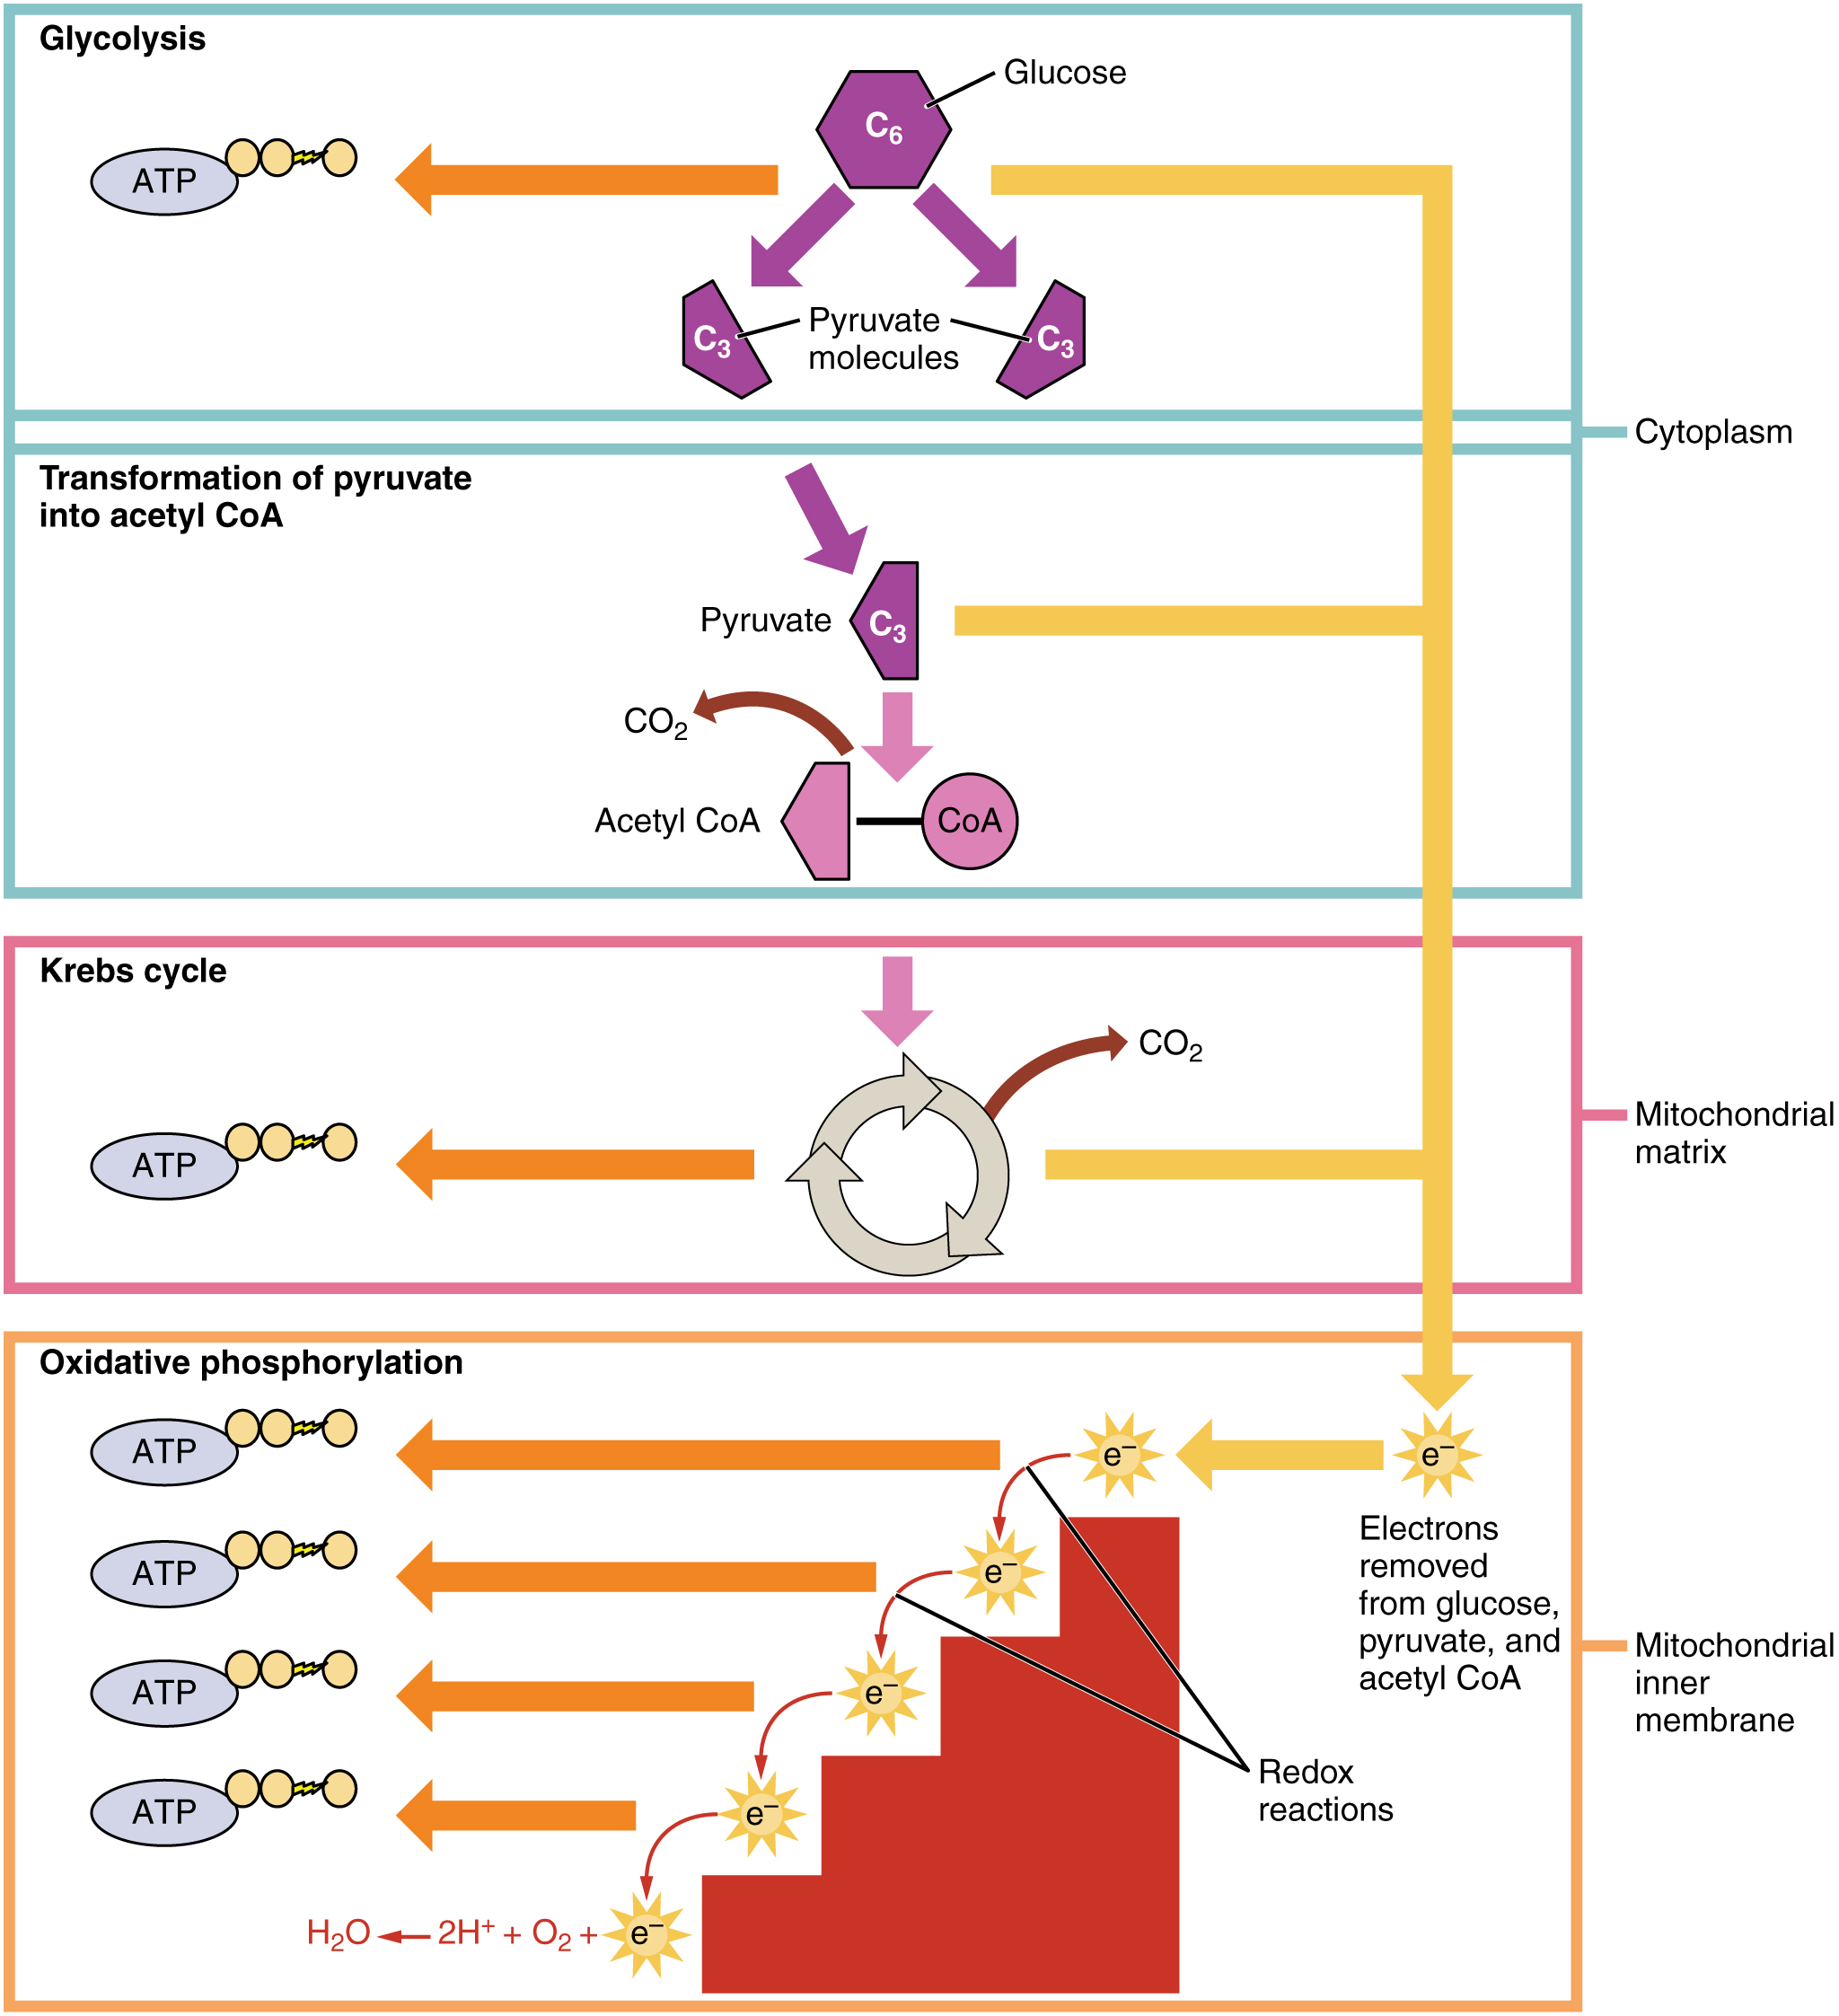 Glycolysis
Glucose
C₆
ATP
Pyruvate
molecules
C₃
C₃
Cytoplasm
Transformation of pyruvate
into acetyl CoA
Pyruvate
C₃
CO₂
Acetyl CoA
CoA
Krebs cycle
CO₂
ATP
Mitochondrial
matrix
Oxidative phosphorylation
ATP
e⁻
e⁻
Electrons
removed
from glucose,
pyruvate, and
acetyl CoA
ATP
e⁻
Mitochondrial
inner
membrane
ATP
e⁻
Redox
reactions
ATP
e⁻
H₂O
2H⁺ + O₂ +
e⁻